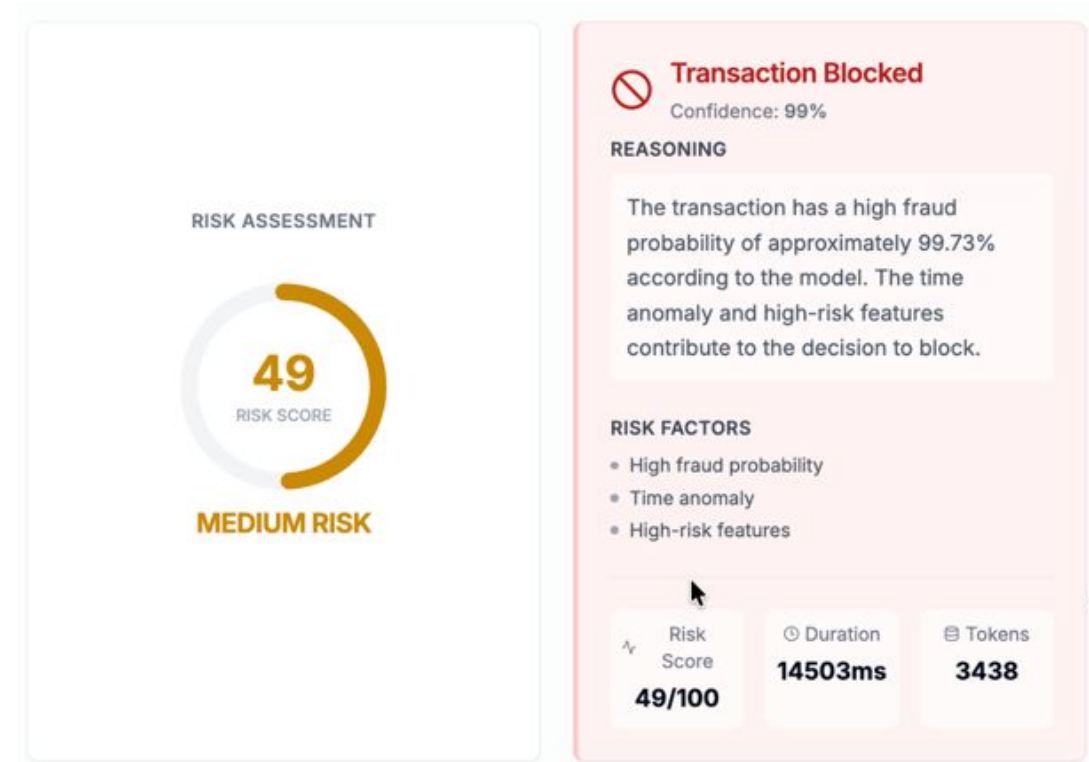 RISK ASSESSMENT
49
RISK SCORE
MEDIUM RISK
Transaction Blocked
Confidence: 99%
REASONING
The transaction has a high fraud
probability of approximately 99.73%
according to the model. The time
anomaly and high-risk features
contribute to the decision to block.
RISK FACTORS
• High fraud probability
• Time anomaly
• High-risk features
Risk
Score
49/100
Duration
14503ms
Tokens
3438